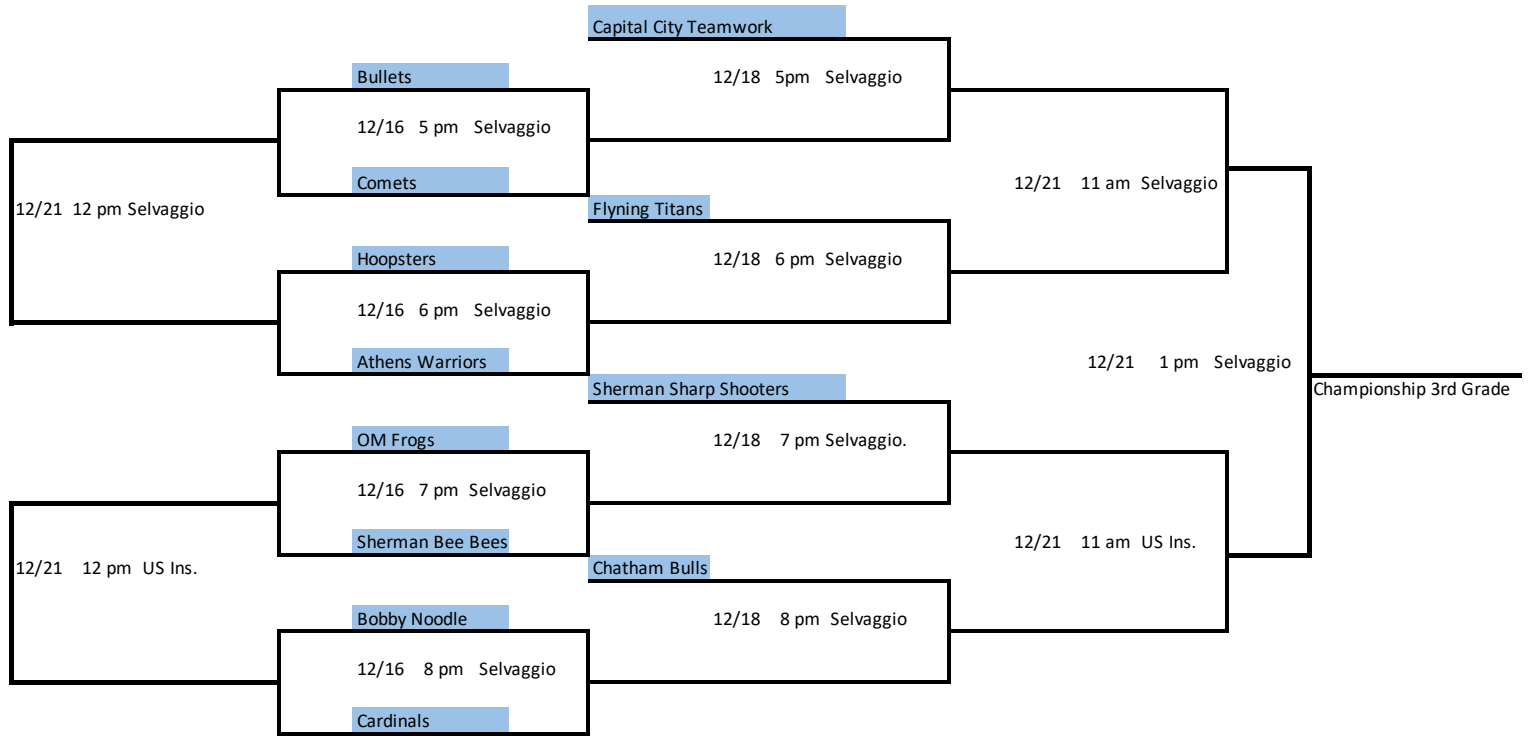 Capital City Teamwork
Bullets
12/18 5pm Selvaggio
12/16 5 pm Selvaggio
Comets
12/21 11 am Selvaggio
12/21 12 pm Selvaggio
Flyning Titans
Hoopsters
12/18 6 pm Selvaggio
12/16 6 pm Selvaggio
Athens Warriors
12/21 1 pm Selvaggio
Sherman Sharp Shooters
Championship 3rd Grade
OM Frogs
12/18 7 pm Selvaggio.
12/16 7 pm Selvaggio
Sherman Bee Bees
12/21 11 am US Ins.
12/21 12 pm US Ins.
Chatham Bulls
Bobby Noodle
12/18 8 pm Selvaggio
12/16 8 pm Selvaggio
Cardinals